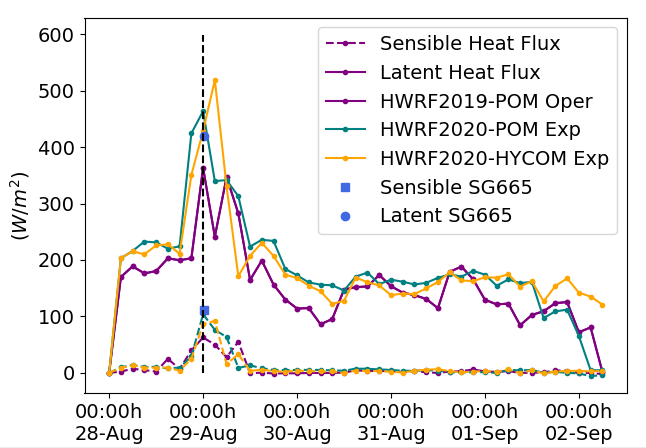 600
500
400
300
200
100
0
(W/m²)
Sensible Heat Flux
Latent Heat Flux
HWRF2019-POM Oper
HWRF2020-POM Exp
HWRF2020-HYCOM Exp
Sensible SG665
Latent SG665
00:00h 00:00h 00:00h 00:00h 00:00h 00:00h
28-Aug 29-Aug 30-Aug 31-Aug 01-Sep 02-Sep